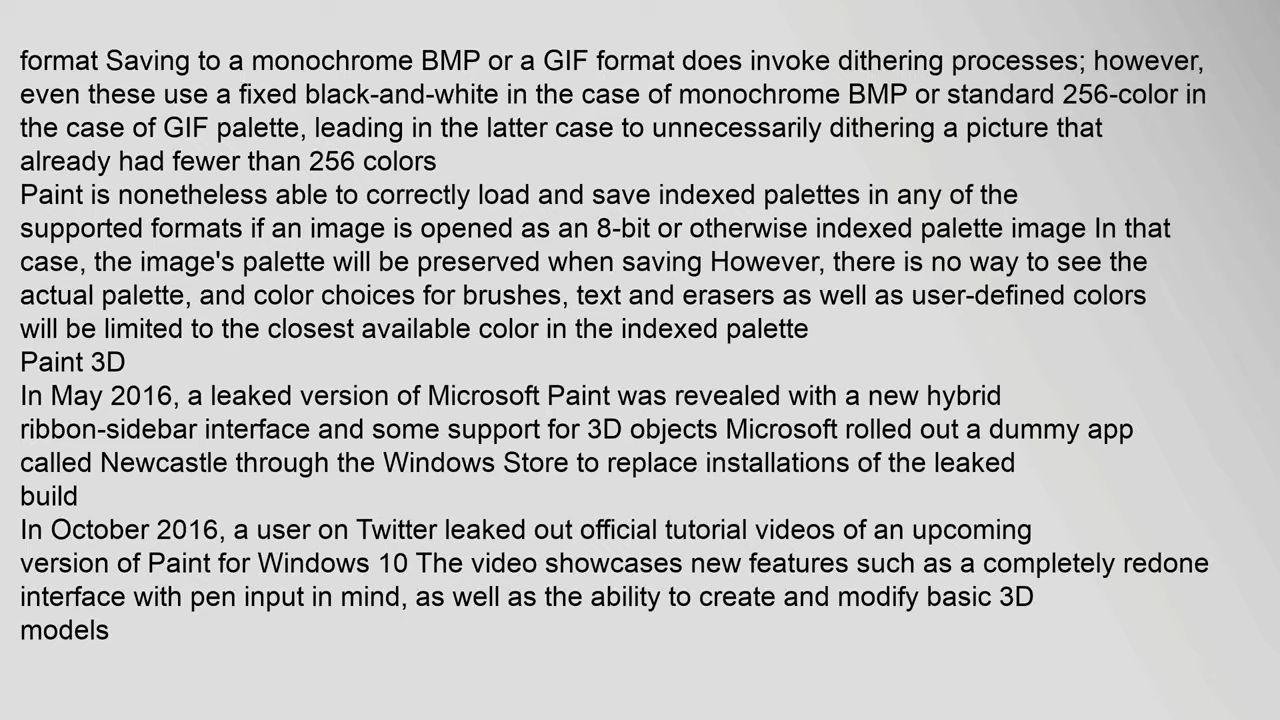 format Saving to a monochrome BMP or a GIF format does invoke dithering processes; however,
even these use a fixed black-and-white in the case of monochrome BMP or standard 256-color in
the case of GIF palette, leading in the latter case to unnecessarily dithering a picture that
already had fewer than 256 colors
Paint is nonetheless able to correctly load and save indexed palettes in any of the
supported formats if an image is opened as an 8-bit or otherwise indexed palette image In that
case, the image's palette will be preserved when saving However, there is no way to see the
actual palette, and color choices for brushes, text and erasers as well as user-defined colors
will be limited to the closest available color in the indexed palette
Paint 3D
In May 2016, a leaked version of Microsoft Paint was revealed with a new hybrid
ribbon-sidebar interface and some support for 3D objects Microsoft rolled out a dummy app
called Newcastle through the Windows Store to replace installations of the leaked
build
In October 2016, a user on Twitter leaked out official tutorial videos of an upcoming
version of Paint for Windows 10 The video showcases new features such as a completely redone
interface with pen input in mind, as well as the ability to create and modify basic 3D
models